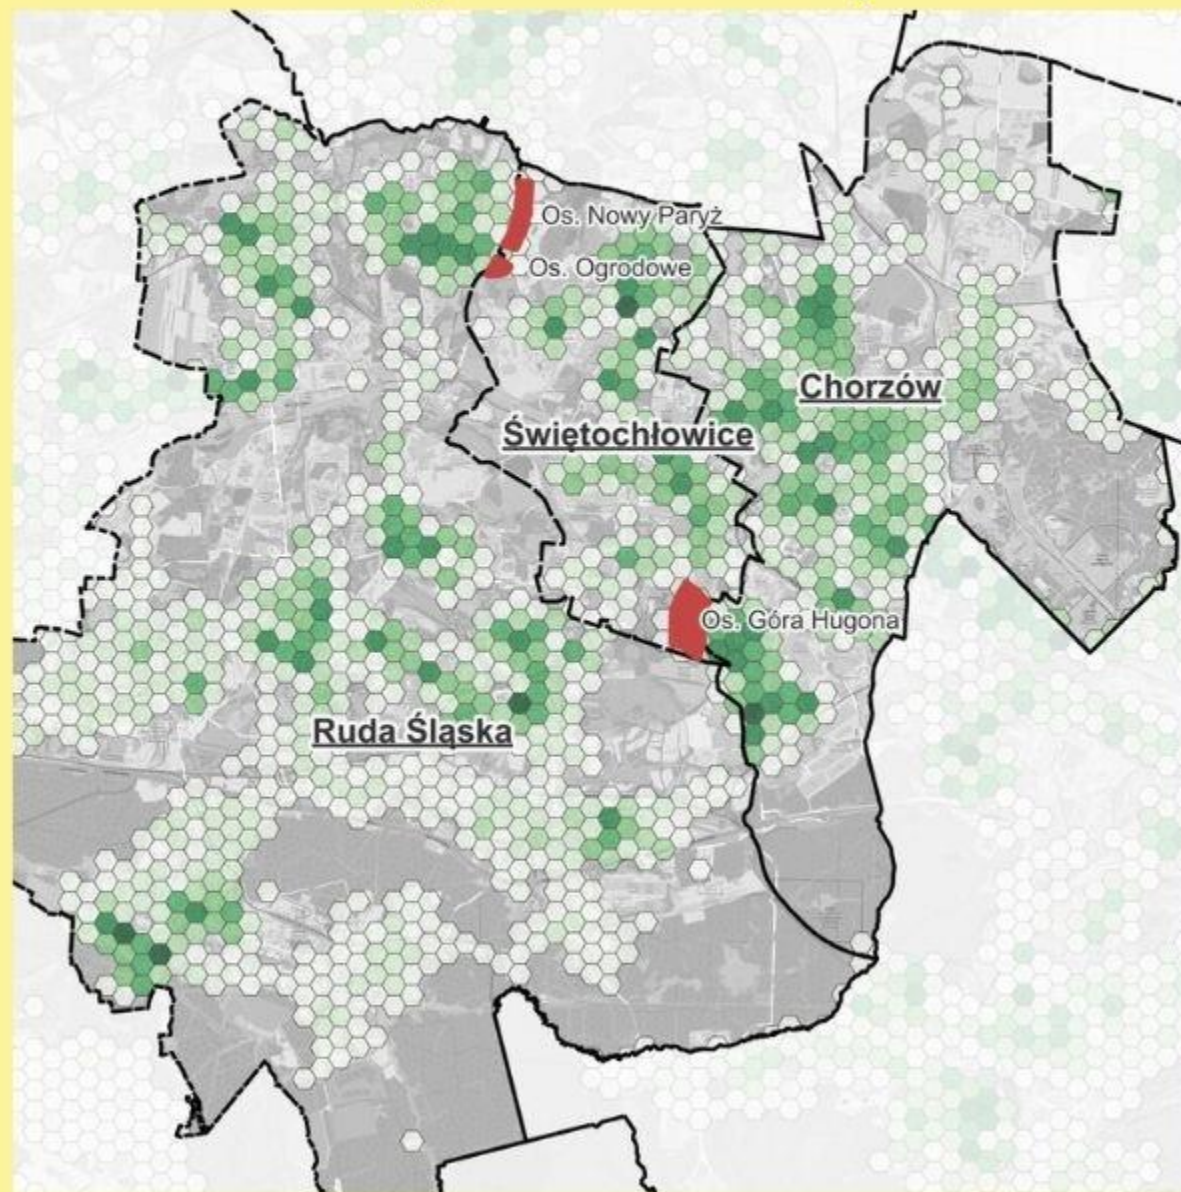 Os. Nowy Paryż
Os. Ogrodowe
Chorzów
Świętochłowice
Os. Góra Hugona
Ruda Śląska